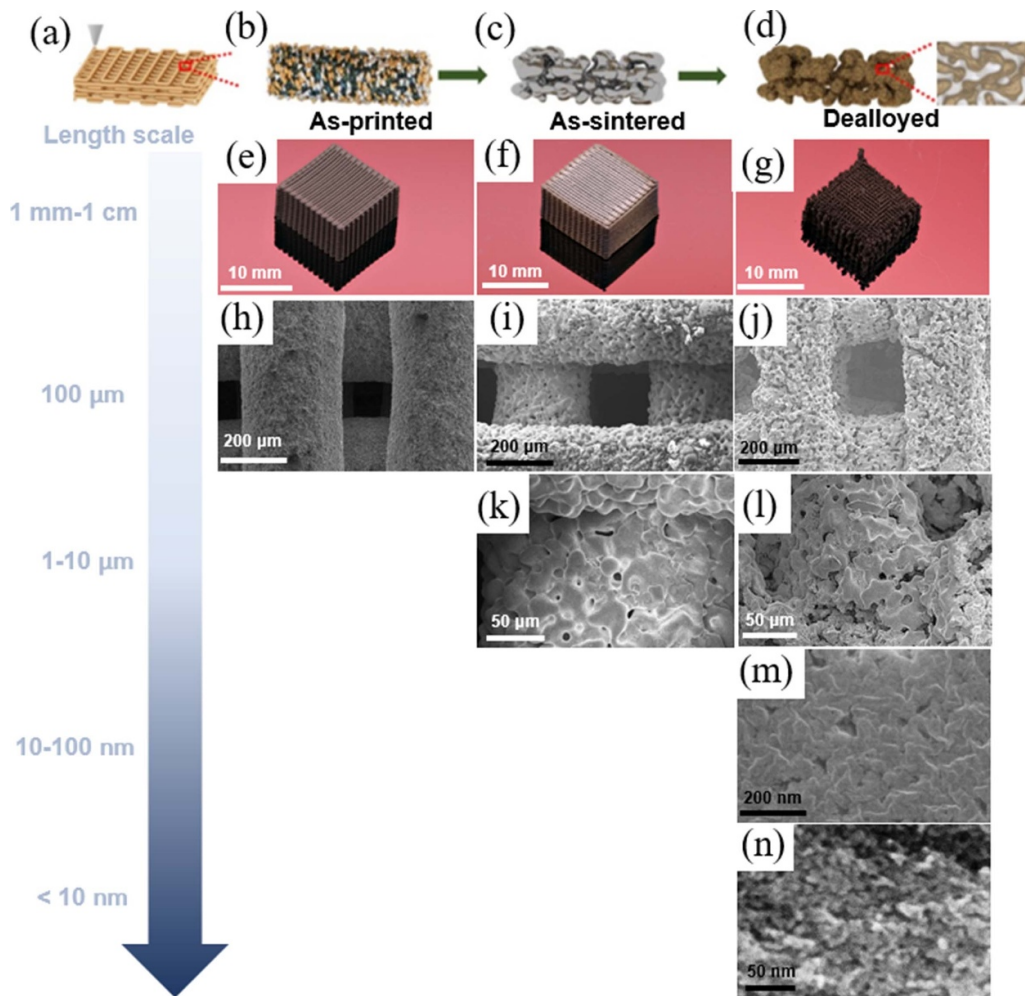 (a)
(b)
(c)
(d)
As-printed
As-sintered
Dealloyed
Length scale
(e)
(f)
(g)
1 mm-1 cm
10 mm
10 mm
10 mm
(h)
(i)
(j)
100 µm
200 µm
200 µm
200 µm
(k)
(l)
1-10 µm
50 µm
50 µm
(m)
10-100 nm
200 nm
(n)
< 10 nm
50 nm